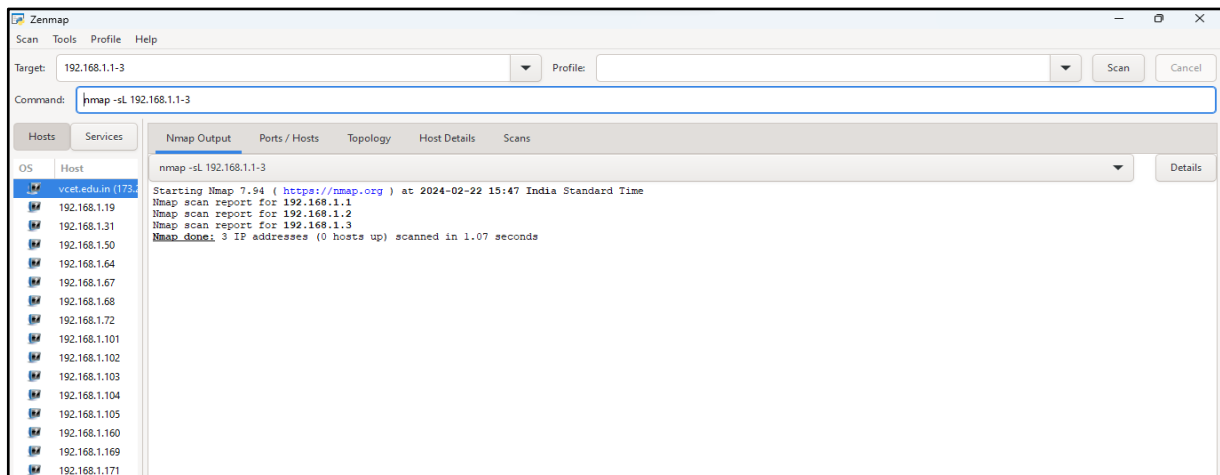 Zenmap
Scan Tools Profile Help
Target: 192.168.1.1-3 Profile: Scan Cancel
Command: nmap -sL 192.168.1.1-3
Hosts Services Nmap Output Ports / Hosts Topology Host Details Scans
OS Host nmap -sL 192.168.1.1-3 Details
vcet.edu.in (173.2
192.168.1.19
192.168.1.31
192.168.1.50
192.168.1.64
192.168.1.67
192.168.1.68
192.168.1.72
192.168.1.101
192.168.1.102
192.168.1.103
192.168.1.104
192.168.1.105
192.168.1.160
192.168.1.169
192.168.1.171
Starting Nmap 7.94 ( https://nmap.org ) at 2024-02-22 15:47 India Standard Time
Nmap scan report for 192.168.1.1
Nmap scan report for 192.168.1.2
Nmap scan report for 192.168.1.3
Nmap done: 3 IP addresses (0 hosts up) scanned in 1.07 seconds